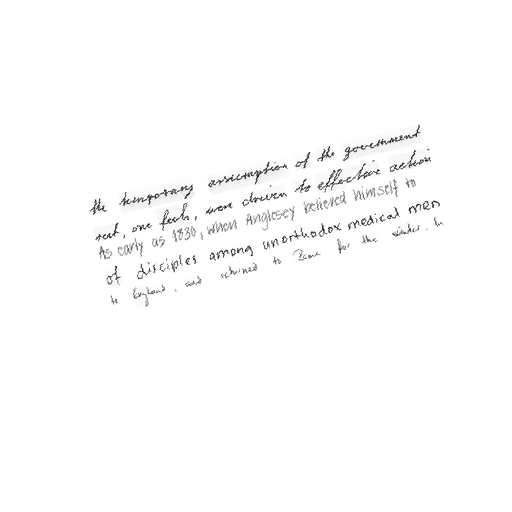 the temporary assumption of the government
rest, one feels, were driven to effective action
As early as 1830, when Anglesey believed himself to
of disciples among unorthodox medical men
to England, and returned to Rome for the winter. he